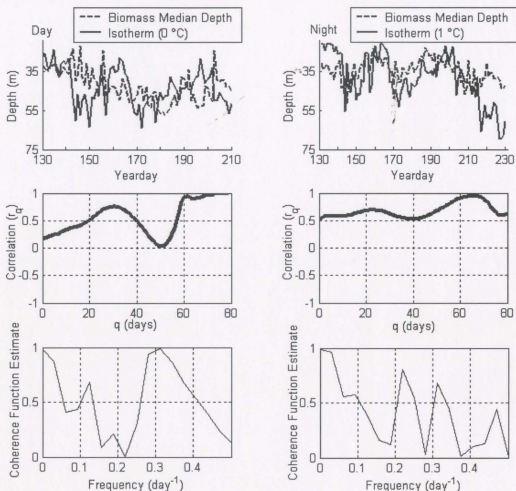 Day
Biomass Median Depth
Isotherm (0 °C)
Depth (m)
35
55
75
130
150
170
190
210
Yearday
Night
Biomass Median Depth
Isotherm (1 °C)
Depth (m)
35
55
75
130
150
170
190
210
230
Yearday
Correlation (rq)
1
0.5
0
-0.5
-1
0
20
40
60
80
q (days)
Correlation (rq)
1
0.5
0
-0.5
-1
0
20
40
60
80
q (days)
Coherence Function Estimate
1
0.5
0
0
0.1
0.2
0.3
0.4
Frequency (day-1)
Coherence Function Estimate
1
0.5
0
0
0.1
0.2
0.3
0.4
Frequency (day-1)